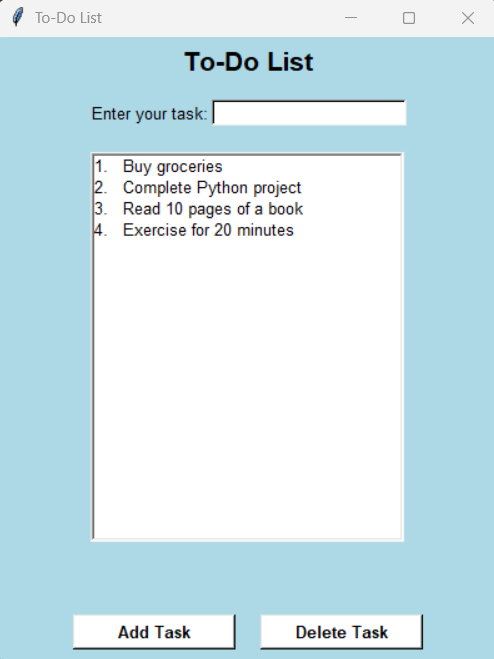 To-Do List
To-Do List
Enter your task:
1. Buy groceries
2. Complete Python project
3. Read 10 pages of a book
4. Exercise for 20 minutes
Add Task Delete Task